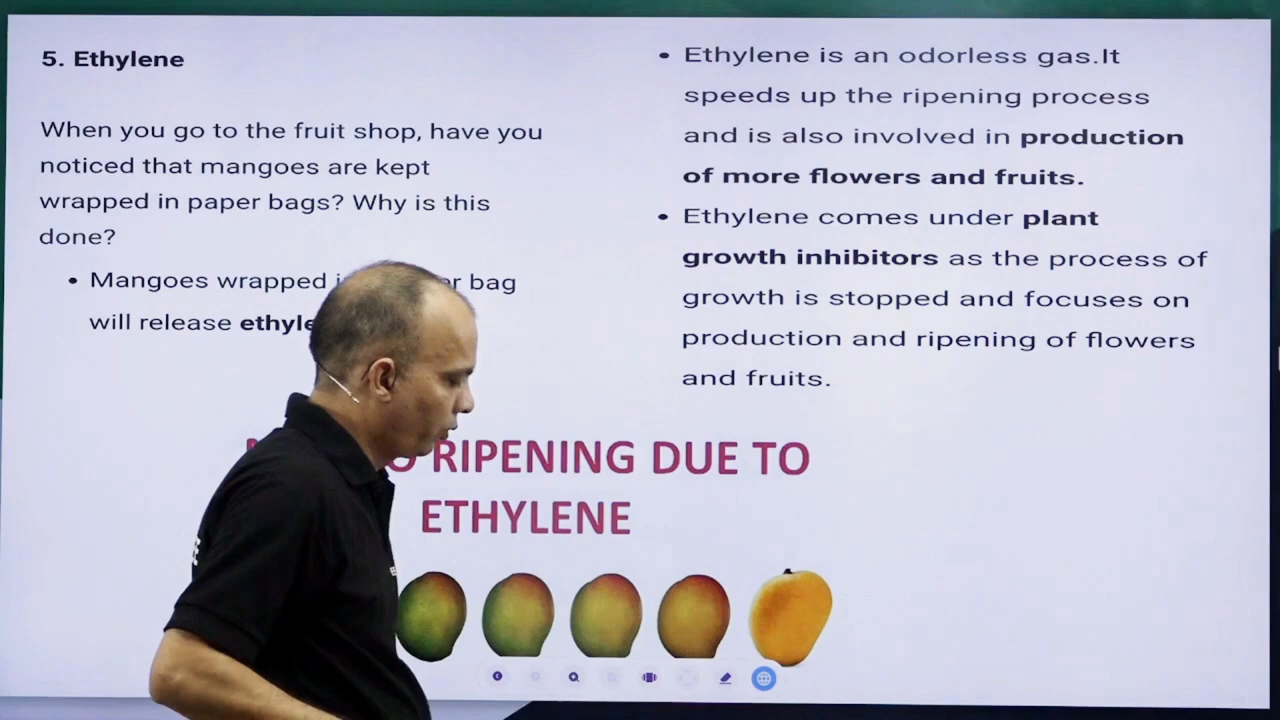 5. Ethylene
When you go to the fruit shop, have you
noticed that mangoes are kept
wrapped in paper bags? Why is this
done?
• Mangoes wrapped bag
will release
• Ethylene is an odorless gas.It
speeds up the ripening process
and is also involved in production
of more flowers and fruits.
• Ethylene comes under plant
growth inhibitors as the process of
growth is stopped and focuses on
production and ripening of flowers
and fruits.
RIPENING DUE TO
ETHYLENE